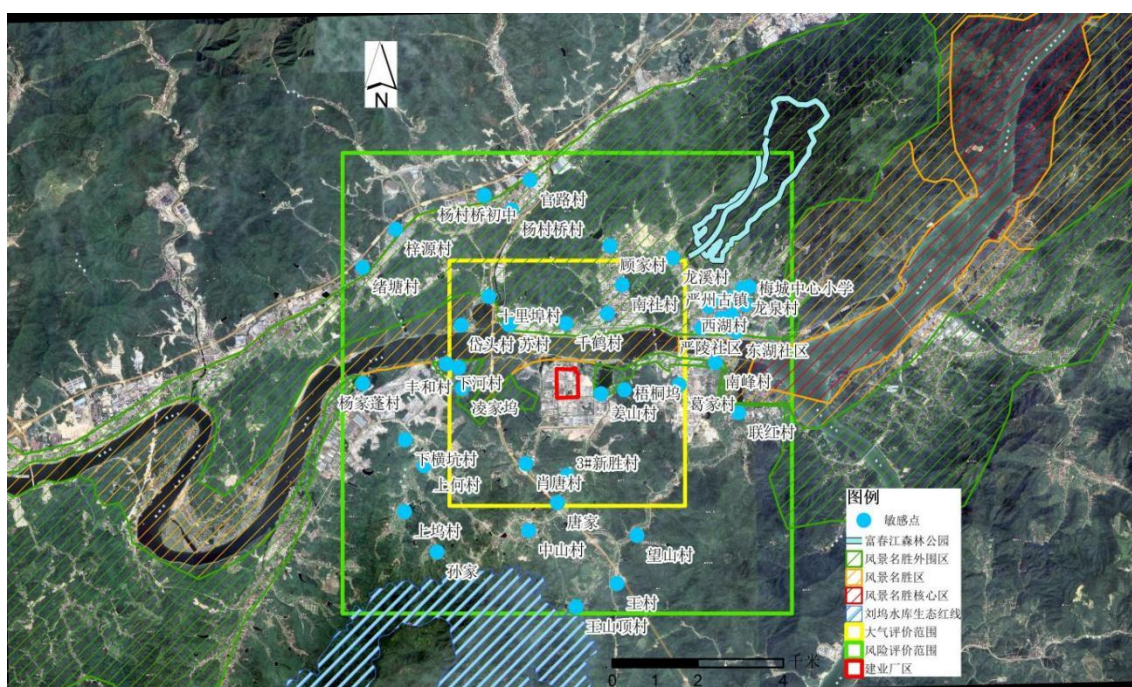 N
官路村
杨村桥初中
杨村桥村
梓源村
绪塘村
顾家村
龙溪村
梅城中心小学
南社村
严州古镇
龙泉村
十里埠村
西湖村
岱头村
苏村
千鹤村
严陵社区
东湖社区
丰和村
下河村
南峰村
杨家蓬村
凌家坞
梧桐坞
姜山村
葛家村
联红村
下横坑村
上何村
3#新胜村
肖唐村
唐家
上坞村
中山村
望山村
孙家
王村
王山顶村
千米
0
1
2
4
图例
敏感点
富春江森林公园
风景名胜外围区
风景名胜区
风景名胜核心区
刘坞水库生态红线
大气评价范围
风险评价范围
建业厂区